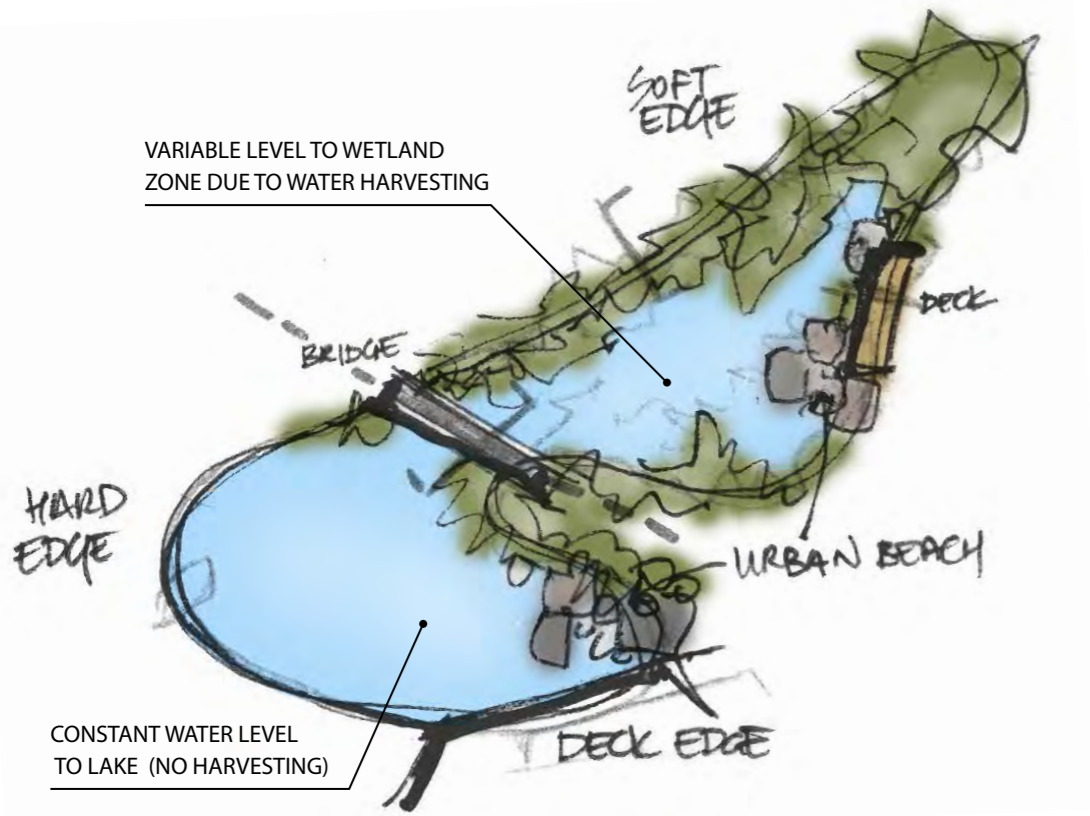 SOFT
EDGE
VARIABLE LEVEL TO WETLAND
ZONE DUE TO WATER HARVESTING
DECK
BRIDGE
HARD
EDGE
URBAN BEACH
CONSTANT WATER LEVEL
TO LAKE (NO HARVESTING)
DECK EDGE